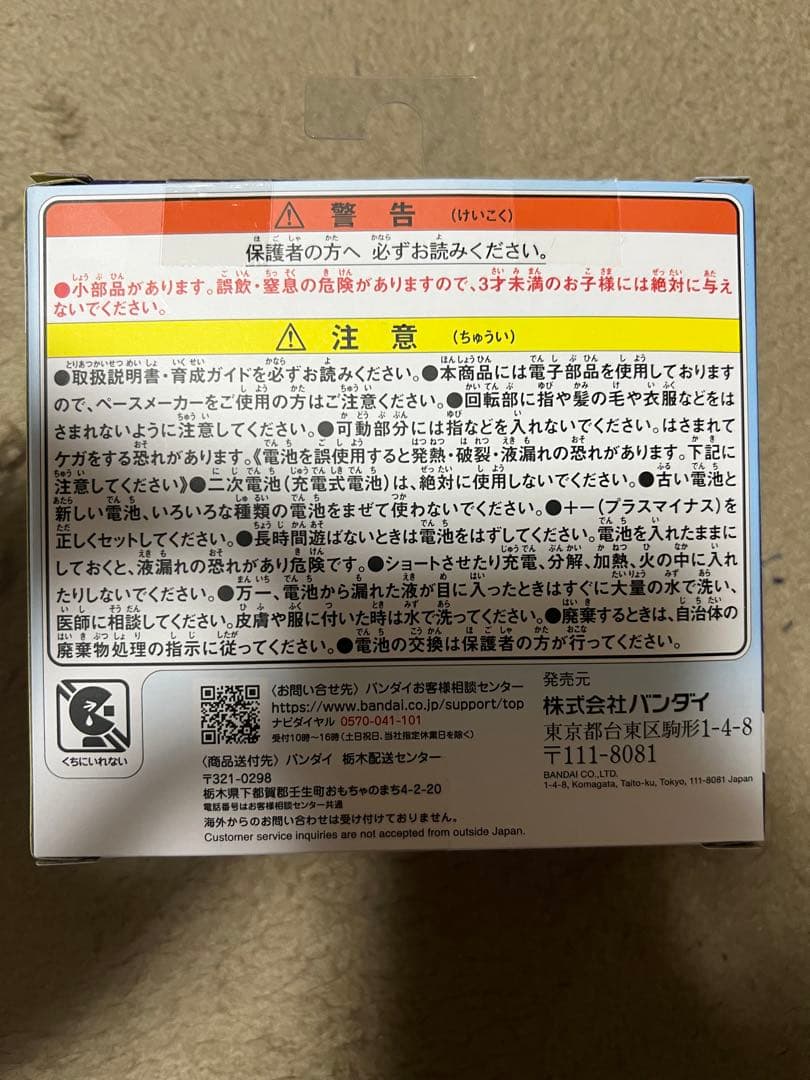 ⚠ 警告 (けいこく)
保護者の方へ 必ずお読みください。
●小部品があります。誤飲・窒息の危険がありますので、3才未満のお子様には絶対に与え
ないでください。
⚠ 注意 (ちゅうい)
●取扱説明書・育成ガイドを必ずお読みください。●本商品には電子部品を使用しております
ので、ペースメーカーをご使用の方はご注意ください。●回転部に指や髪の毛や衣服などをは
さまれないように注意してください。●可動部分には指などを入れないでください。はさまれて
ケガをする恐れがあります。《電池を誤使用すると発熱・破裂・液漏れの恐れがあります。下記に
注意してください》●二次電池(充電式電池)は、絶対に使用しないでください。●古い電池と
新しい電池、いろいろな種類の電池をまぜて使わないでください。●+-(プラスマイナス)を
正しくセットしてください。●長時間遊ばないときは電池をはずしてください。電池を入れたままに
しておくと、液漏れの恐れがあり危険です。●ショートさせたり充電、分解、加熱、火の中に入れ
たりしないでください。●万一、電池から漏れた液が目に入ったときはすぐに大量の水で洗い、
医師に相談してください。皮膚や服に付いた時は水で洗ってください。●廃棄するときは、自治体の
廃棄物処理の指示に従ってください。●電池の交換は保護者の方が行ってください。
くちにいれない
〈お問い合せ先〉バンダイお客様相談センター
https://www.bandai.co.jp/support/top
ナビダイヤル 0570-041-101
受付10時～16時(土日祝日、当社指定休業日を除く)
〈商品送付先〉バンダイ 栃木配送センター
〒321-0298
栃木県下都賀郡壬生町おもちゃのまち4-2-20
電話番号はお客様相談センター共通
海外からのお問い合わせは受け付けておりません。
Customer service inquiries are not accepted from outside Japan.
発売元
株式会社バンダイ
東京都台東区駒形1-4-8
〒111-8081
BANDAI CO.,LTD.
1-4-8, Komagata, Taito-ku, Tokyo, 111-8081 Japan